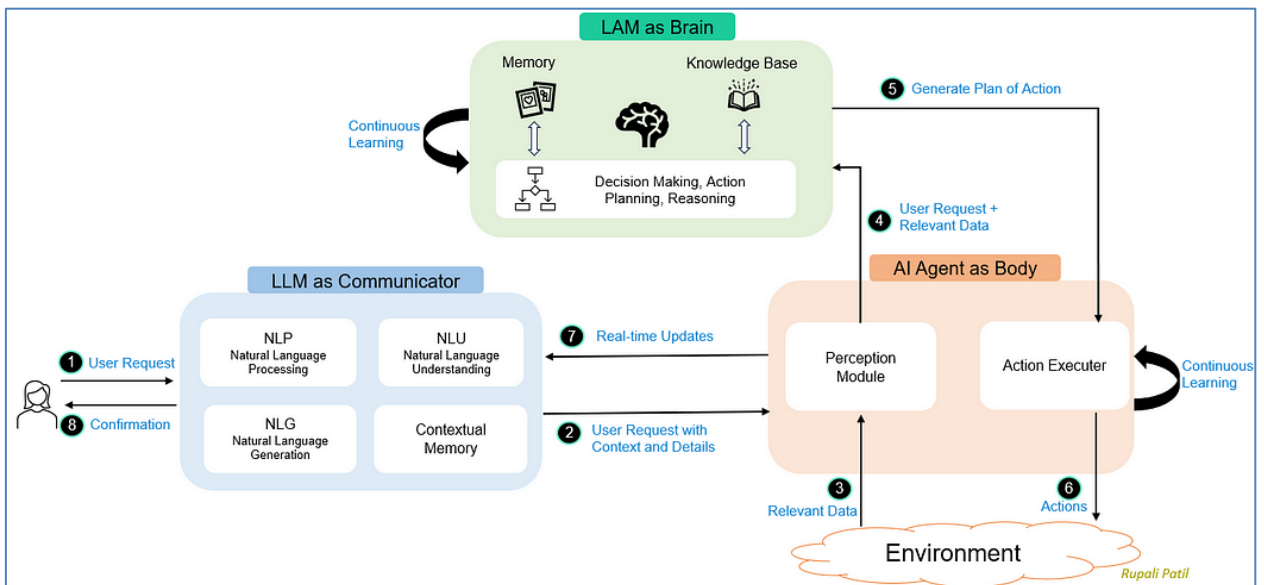 LAM as Brain
Memory
Knowledge Base
Continuous
Learning
Decision Making, Action
Planning, Reasoning
5 Generate Plan of Action
4 User Request +
Relevant Data
LLM as Communicator
NLP
Natural Language
Processing
NLU
Natural Language
Understanding
NLG
Natural Language
Generation
Contextual
Memory
1 User Request
8 Confirmation
7 Real-time Updates
2 User Request with
Context and Details
AI Agent as Body
Perception
Module
Action Executer
Continuous
Learning
3
Relevant Data
6
Actions
Environment
Rupali Patil